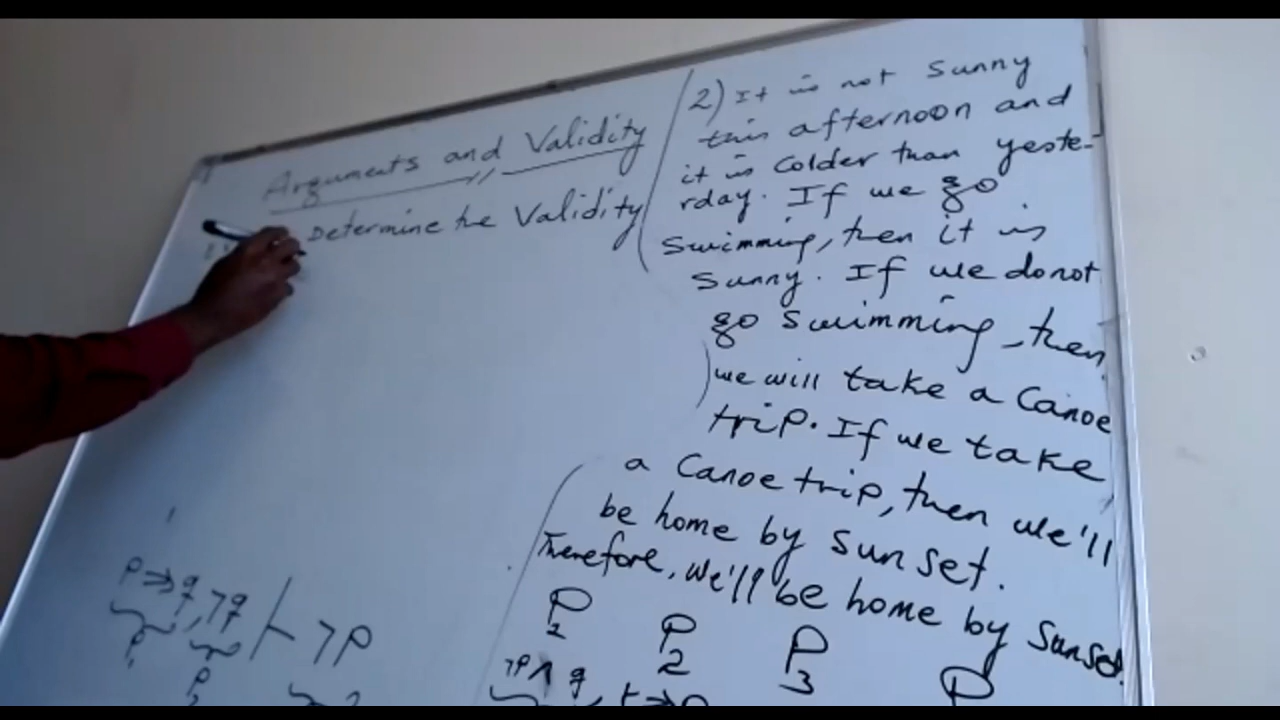 Arguments and Validity
Determine the Validity
P ⇒ q, ¬q ⊢ ¬P
P₁
P₂
2) It is not Sunny
this afternoon and
it is Colder than yeste-
rday. If we go
Swimming, then it is
Sunny. If we do not
go Swimming, then
we will take a Canoe
trip. If we take
a Canoe trip, then we'll
be home by Sunset.
Therefore, we'll be home by Sunset.
P P₂ P₃ P
¬P ∧ q,